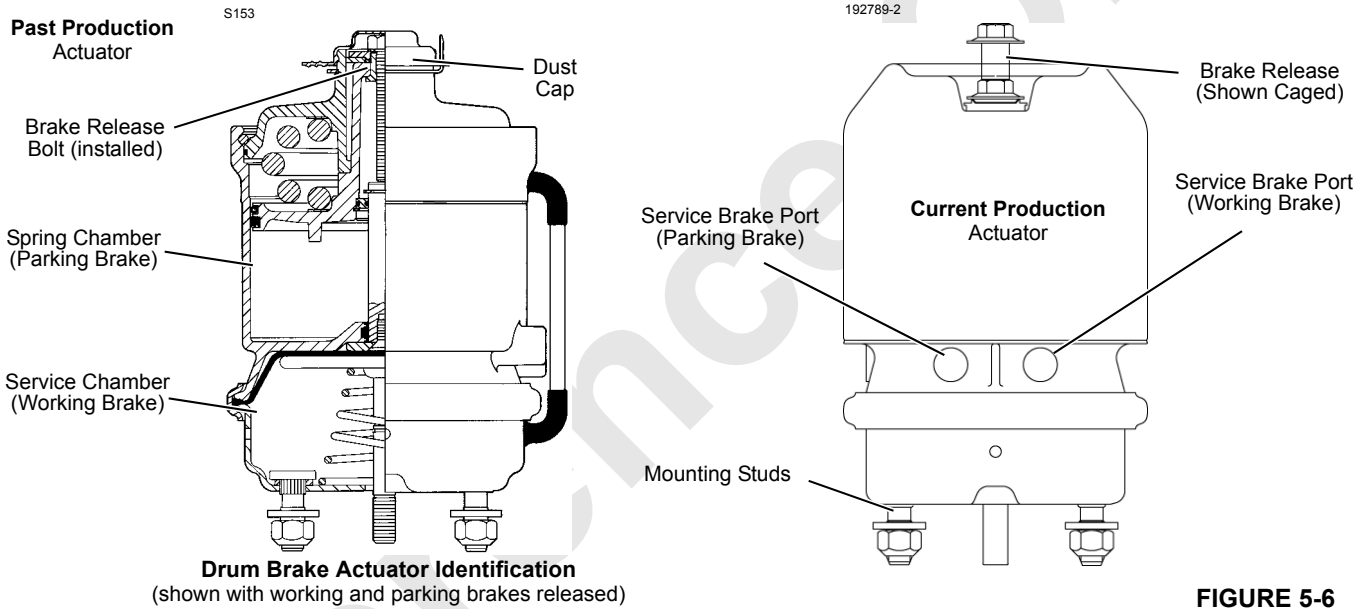 S153
Past Production
Actuator
Dust
Cap
Brake Release
Bolt (installed)
Spring Chamber
(Parking Brake)
Service Chamber
(Working Brake)
Drum Brake Actuator Identification
(shown with working and parking brakes released)
192789-2
Brake Release
(Shown Caged)
Service Brake Port
(Working Brake)
Service Brake Port
(Parking Brake)
Current Production
Actuator
Mounting Studs
FIGURE 5-6